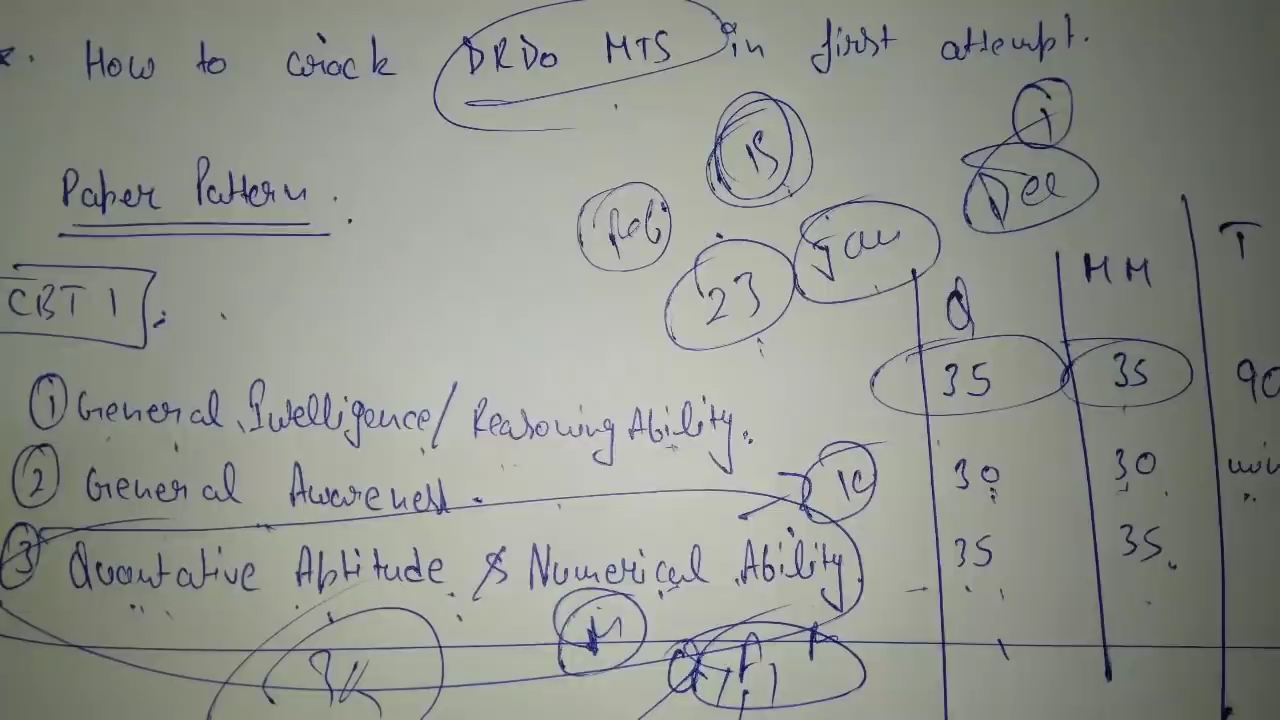 How to crack DRDO MTS in first attempt.
1
15
Dec
Paper Pattern.
Feb
Jan
23
Q MM T
CBT 1
① General Intelligence/ Reasoning Ability. 35 35 90
② General Awareness. 30 30 min
③ Quantative Aptitude & Numerical Ability 35 35.